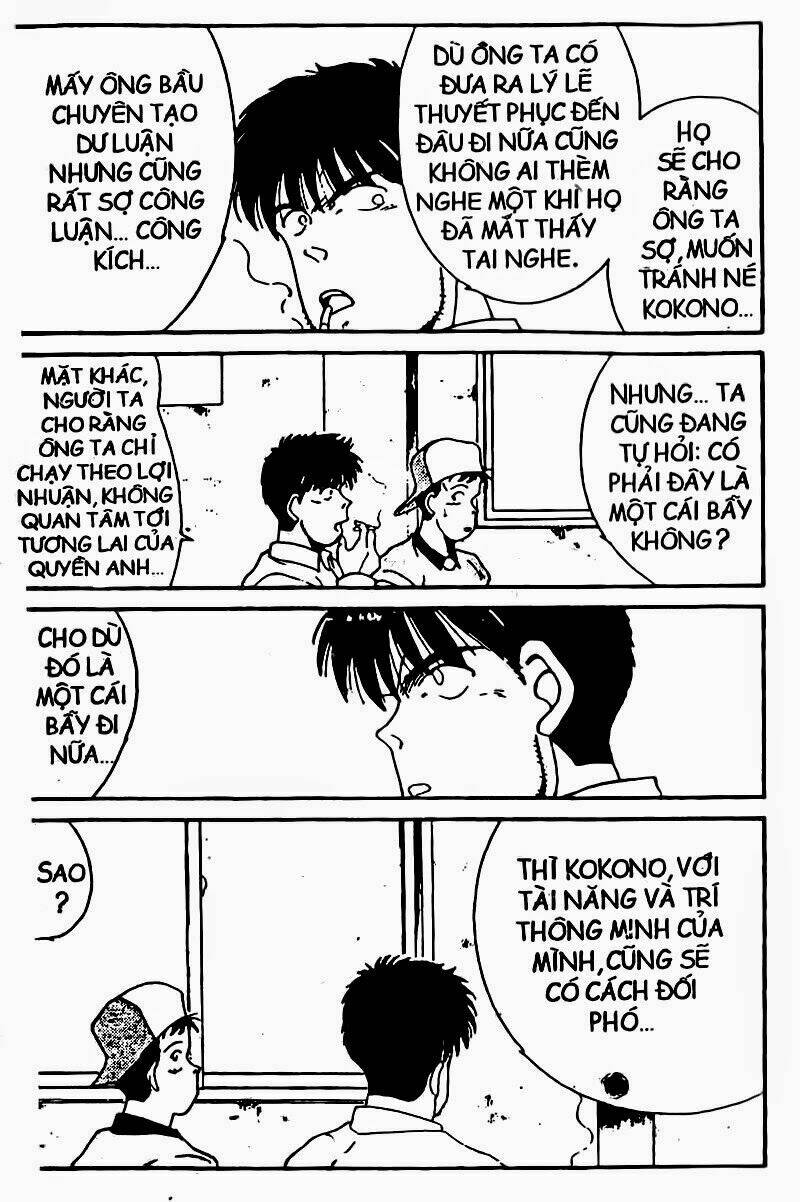 MẤY ÔNG BẦU
CHUYÊN TẠO
DƯ LUẬN
NHƯNG CŨNG
RẤT SỢ CÔNG
LUẬN... CÔNG
KÍCH...
DÙ ÔNG TA CÓ
ĐƯA RA LÝ LẼ
THUYẾT PHỤC ĐẾN
ĐÂU ĐI NỮA CŨNG
KHÔNG AI THÈM
NGHE MỘT KHI HỌ
ĐÃ MẮT THẤY
TAI NGHE.
HỌ
SẼ CHO
RẰNG
ÔNG TA
SỢ, MUỐN
TRÁNH NÉ
KOKONO...
MẶT KHÁC,
NGƯỜI TA
CHO RẰNG
ÔNG TA CHỈ
CHẠY THEO LỢI
NHUẬN, KHÔNG
QUAN TÂM TỚI
TƯƠNG LAI CỦA
QUYỀN ANH...
NHƯNG... TA
CŨNG ĐANG
TỰ HỎI: CÓ
PHẢI ĐÂY LÀ
MỘT CÁI BẪY
KHÔNG?
CHO DÙ
ĐÓ LÀ
MỘT CÁI
BẪY ĐI
NỮA...
SAO
?
THÌ KOKONO, VỚI
TÀI NĂNG VÀ TRÍ
THÔNG MINH CỦA
MÌNH, CŨNG SẼ
CÓ CÁCH ĐỐI
PHÓ...